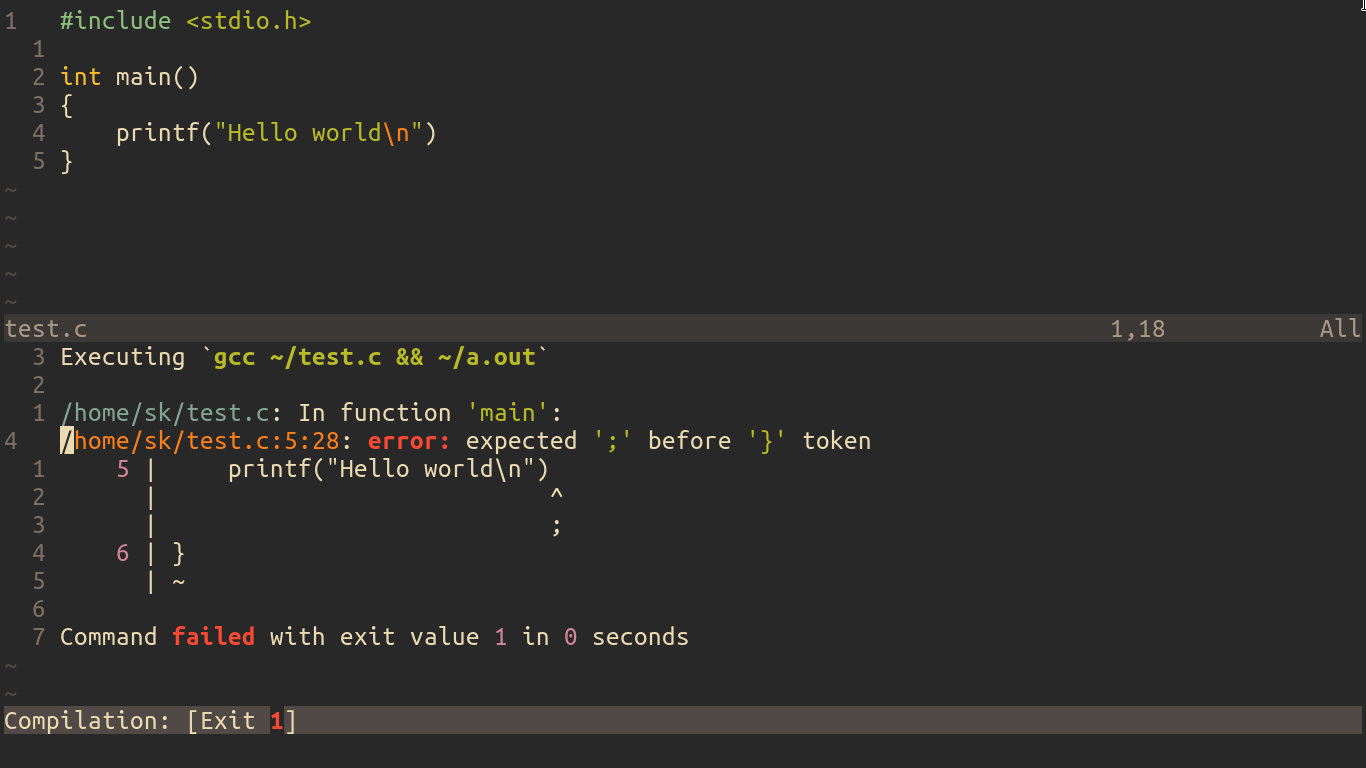 1   #include <stdio.h>
  1
  2 int main()
  3 {
  4     printf("Hello world\n")
  5 }
~
~
~
~
~
test.c 1,18 All
  3 Executing `gcc ~/test.c && ~/a.out`
  2
  1 /home/sk/test.c: In function 'main':
4   /home/sk/test.c:5:28: error: expected ';' before '}' token
  1     5 |     printf("Hello world\n")
  2       |                            ^
  3       |                            ;
  4     6 | }
  5       | ~
  6
  7 Command failed with exit value 1 in 0 seconds
~
~
Compilation: [Exit 1]